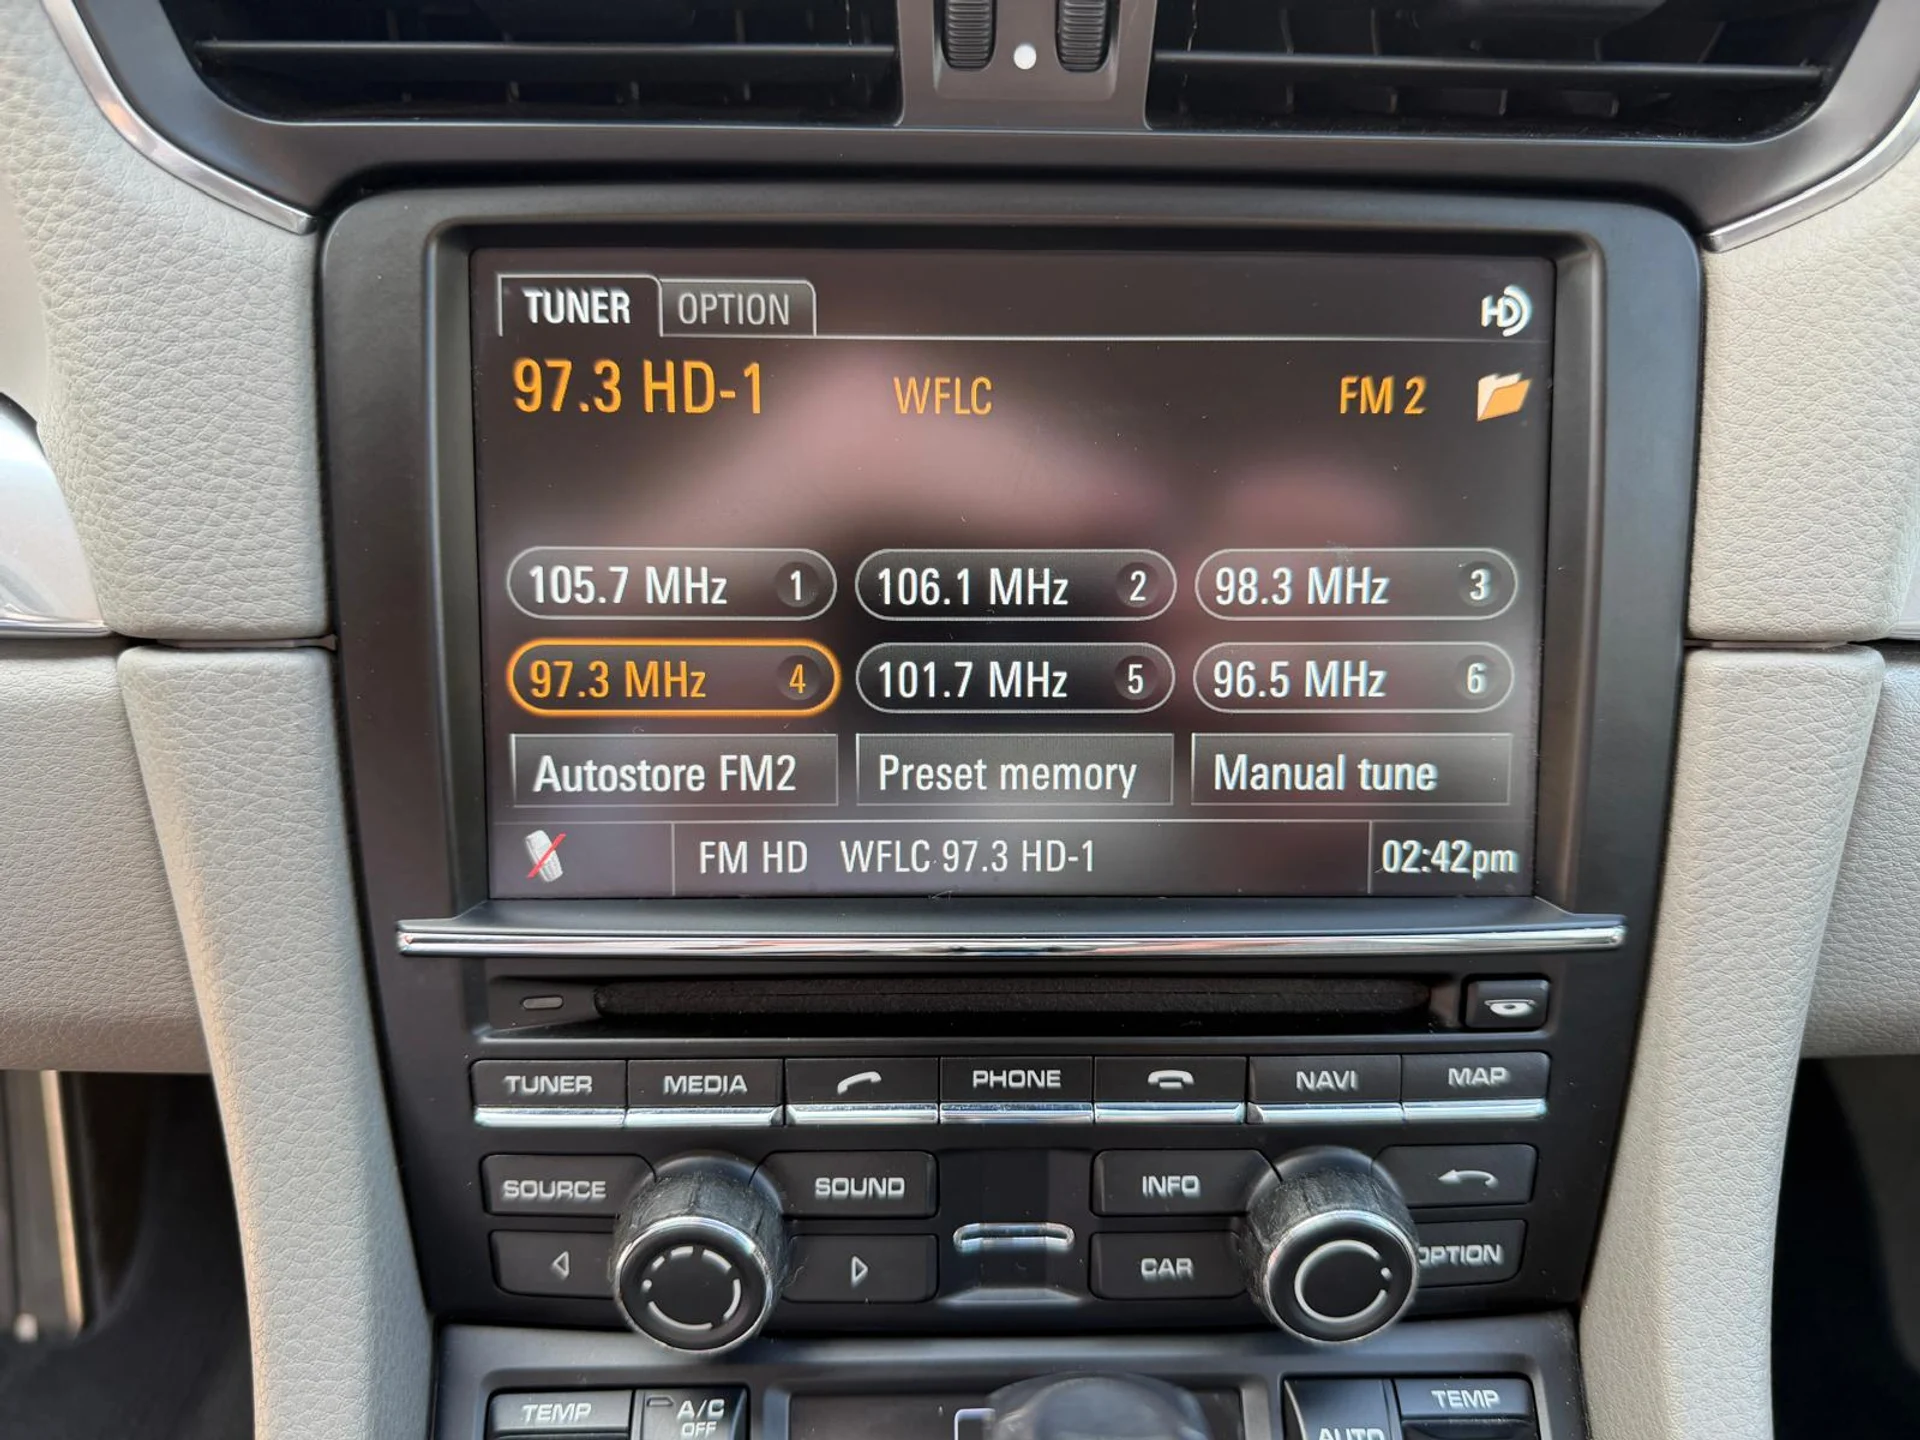 TUNER OPTION HD
97.3 HD-1 WFLC FM 2
105.7 MHz 1 106.1 MHz 2 98.3 MHz 3
97.3 MHz 4 101.7 MHz 5 96.5 MHz 6
Autostore FM2 Preset memory Manual tune
FM HD WFLC 97.3 HD-1 02:42pm
TUNER MEDIA PHONE NAVI MAP
SOURCE SOUND INFO
CAR OPTION
TEMP A/C AUTO TEMP
OFF